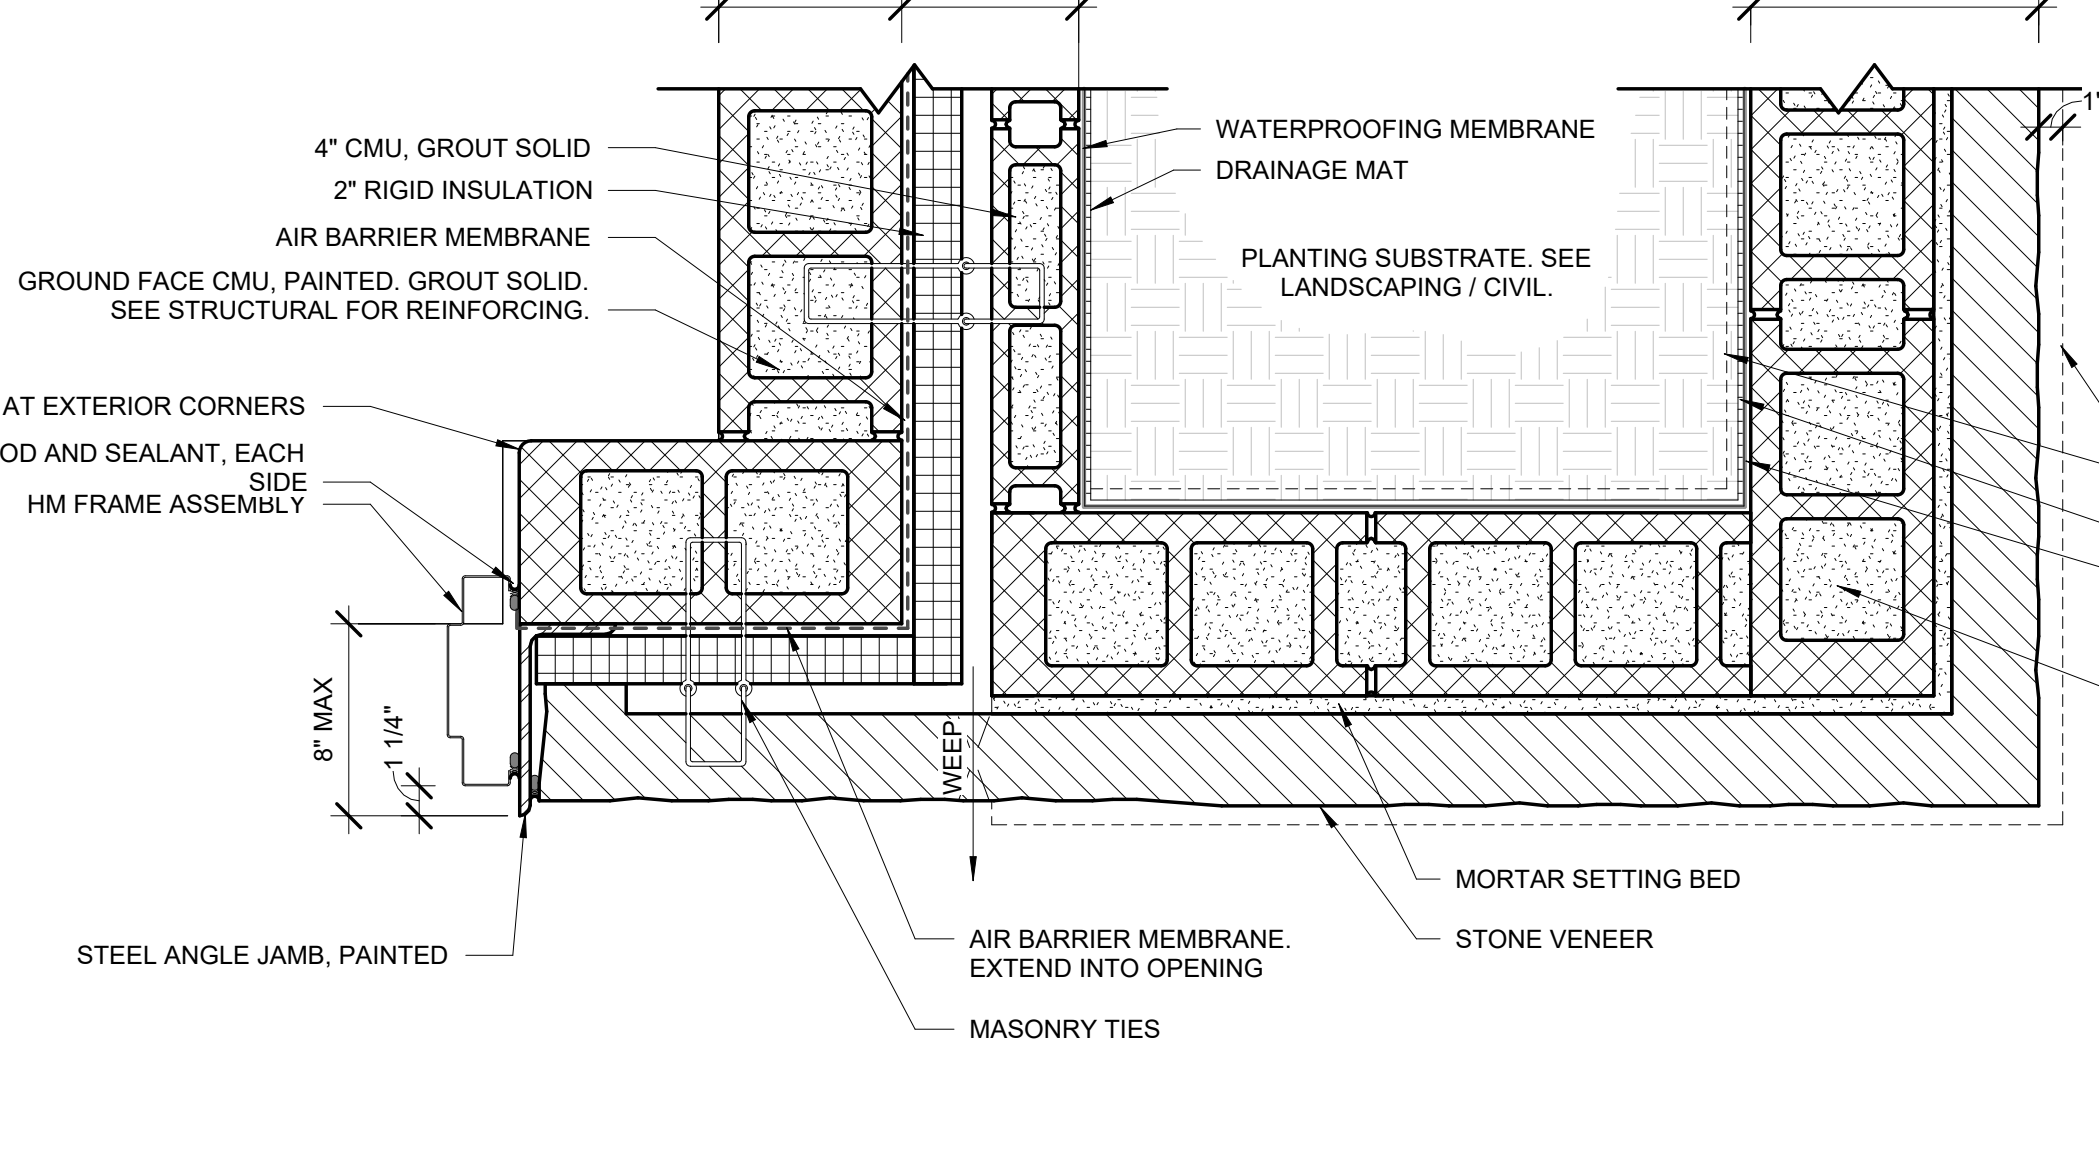 1"
4" CMU, GROUT SOLID
2" RIGID INSULATION
AIR BARRIER MEMBRANE
GROUND FACE CMU, PAINTED. GROUT SOLID.
SEE STRUCTURAL FOR REINFORCING.
AT EXTERIOR CORNERS
OD AND SEALANT, EACH
SIDE
HM FRAME ASSEMBLY
WATERPROOFING MEMBRANE
DRAINAGE MAT
PLANTING SUBSTRATE. SEE
LANDSCAPING / CIVIL.
8" MAX
1 1/4"
WEEP
STEEL ANGLE JAMB, PAINTED
AIR BARRIER MEMBRANE.
EXTEND INTO OPENING
MASONRY TIES
MORTAR SETTING BED
STONE VENEER